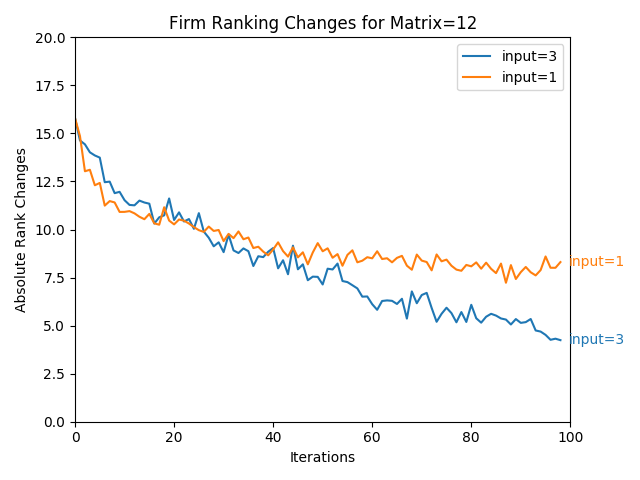 Firm Ranking Changes for Matrix=12
input=3
input=1
Absolute Rank Changes
20.0
17.5
15.0
12.5
10.0
7.5
5.0
2.5
0.0
input=1
input=3
0 20 40 60 80 100
Iterations